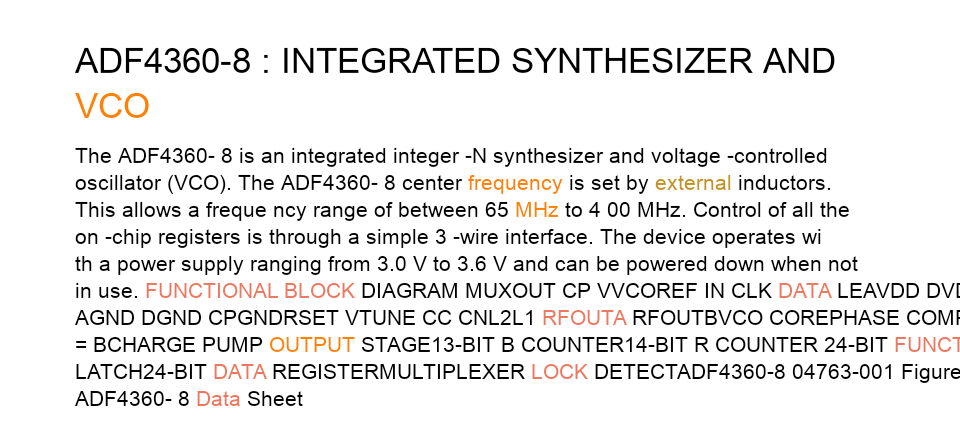 ADF4360-8 : INTEGRATED SYNTHESIZER AND
VCO
The ADF4360- 8 is an integrated integer -N synthesizer and voltage -controlled
oscillator (VCO). The ADF4360- 8 center frequency is set by external inductors.
This allows a freque ncy range of between 65 MHz to 4 00 MHz. Control of all the
on -chip registers is through a simple 3 -wire interface. The device operates wi
th a power supply ranging from 3.0 V to 3.6 V and can be powered down when not
in use. FUNCTIONAL BLOCK DIAGRAM MUXOUT CP VVCOREF IN CLK DATA LEAVDD DVD
AGND DGND CPGNDRSET VTUNE CC CNL2L1 RFOUTA RFOUTBVCO COREPHASE COMP
= BCHARGE PUMP OUTPUT STAGE13-BIT B COUNTER14-BIT R COUNTER 24-BIT FUNCT
LATCH24-BIT DATA REGISTERMULTIPLEXER LOCK DETECTADF4360-8 04763-001 Figure
ADF4360- 8 Data Sheet